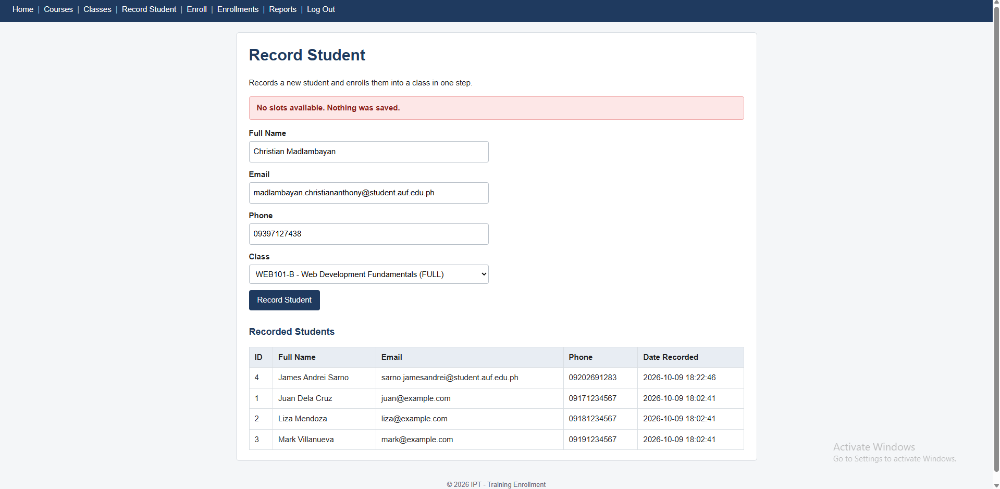 Home | Courses | Classes | Record Student | Enroll | Enrollments | Reports | Log Out
Record Student
Records a new student and enrolls them into a class in one step.
No slots available. Nothing was saved.
Full Name
Christian Madlambayan
Email
madlambayan.christiananthony@student.auf.edu.ph
Phone
09397127438
Class
WEB101-B - Web Development Fundamentals (FULL)
Record Student
Recorded Students
ID Full Name Email Phone Date Recorded
4 James Andrei Sarno sarno.jamesandrei@student.auf.edu.ph 09202691283 2026-10-09 18:22:46
1 Juan Dela Cruz juan@example.com 09171234567 2026-10-09 18:02:41
2 Liza Mendoza liza@example.com 09181234567 2026-10-09 18:02:41
3 Mark Villanueva mark@example.com 09191234567 2026-10-09 18:02:41
Activate Windows
Go to Settings to activate Windows.
© 2026 IPT - Training Enrollment